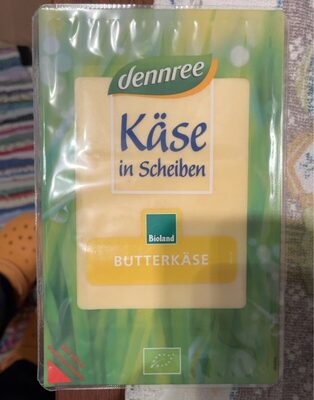 dennree
Käse
in Scheiben
Bioland
BUTTERKÄSE